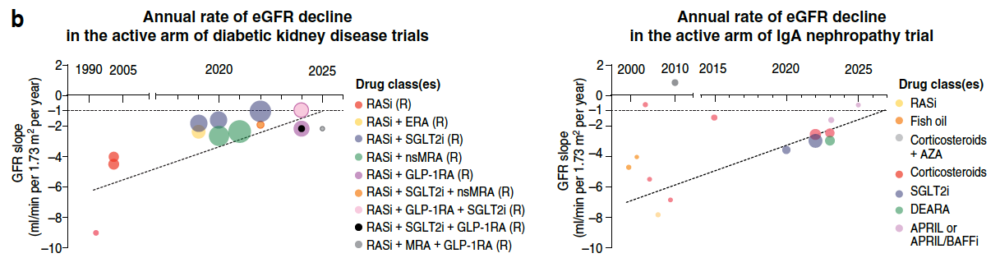 b
Annual rate of eGFR decline
in the active arm of diabetic kidney disease trials
GFR slope
(ml/min per 1.73 m² per year)
2
0
–1
–2
–4
–6
–8
–10
1990 2005 2020 2025
Drug class(es)
RASi (R)
RASi + ERA (R)
RASi + SGLT2i (R)
RASi + nsMRA (R)
RASi + GLP-1RA (R)
RASi + SGLT2i + nsMRA (R)
RASi + GLP-1RA + SGLT2i (R)
RASi + SGLT2i + GLP-1RA (R)
RASi + MRA + GLP-1RA (R)
Annual rate of eGFR decline
in the active arm of IgA nephropathy trial
GFR slope
(ml/min per 1.73 m² per year)
2
0
–1
–2
–4
–6
–8
–10
2000 2010 2015 2020 2025
Drug class(es)
RASi
Fish oil
Corticosteroids
+ AZA
Corticosteroids
SGLT2i
DEARA
APRIL or
APRIL/BAFFi